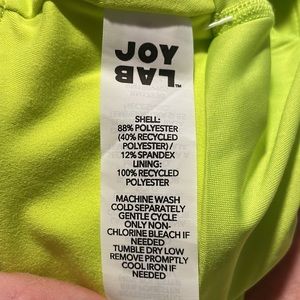 JOY
LAB™
SHELL:
88% POLYESTER
(40% RECYCLED
POLYESTER) /
12% SPANDEX
LINING:
100% RECYCLED
POLYESTER
MACHINE WASH
COLD SEPARATELY
GENTLE CYCLE
ONLY NON-
CHLORINE BLEACH IF
NEEDED
TUMBLE DRY LOW
REMOVE PROMPTLY
COOL IRON IF
NEEDED